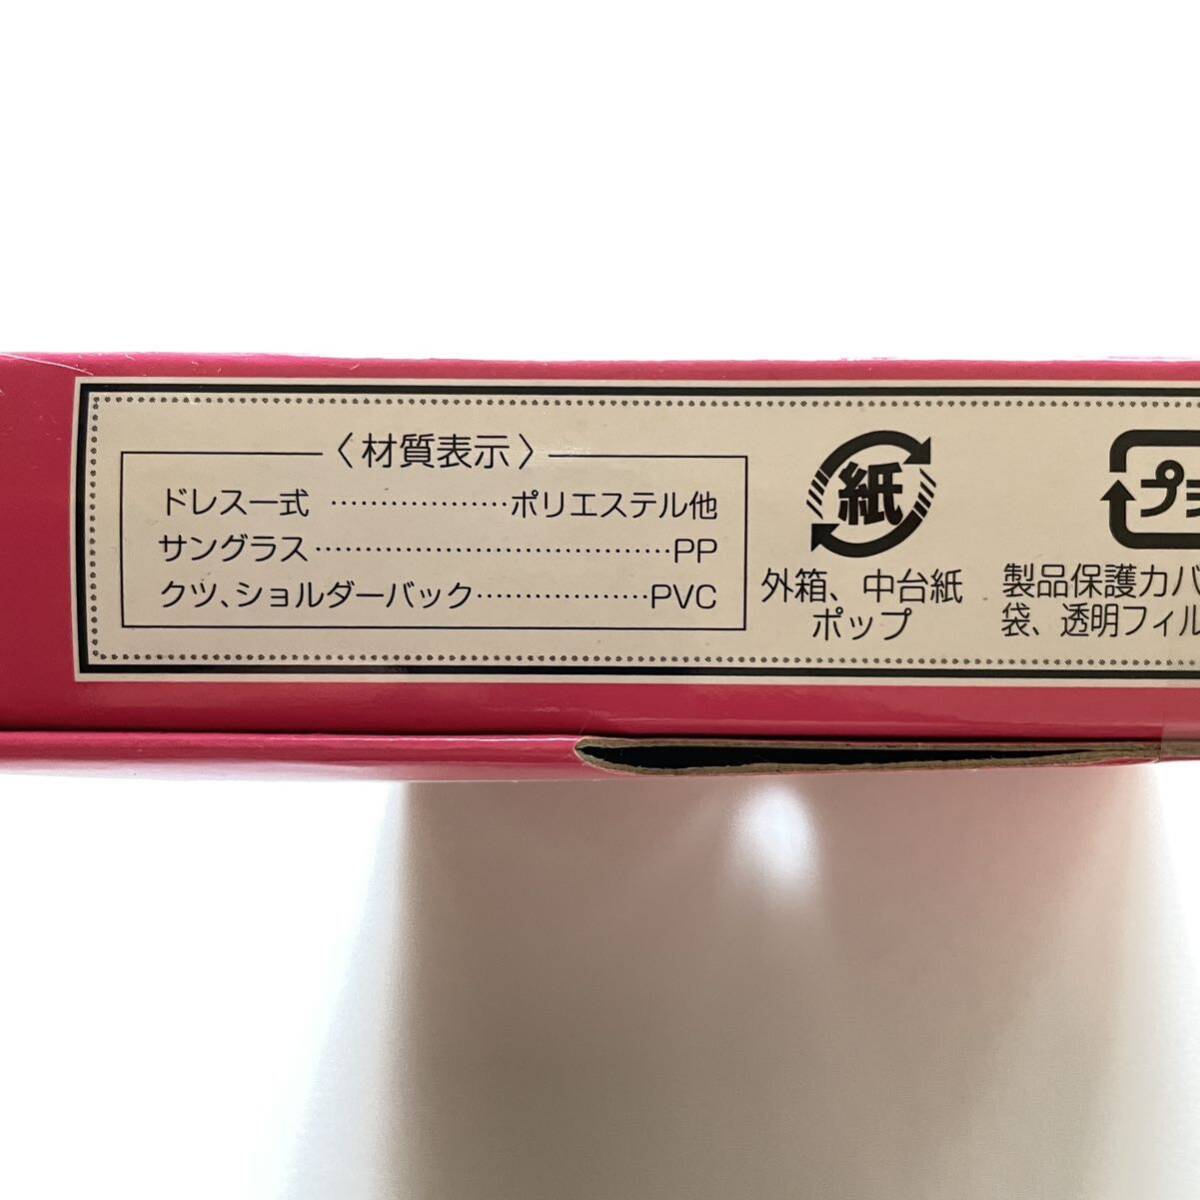 〈材質表示〉
ドレス一式 ………………ポリエステル他
サングラス……………………………………PP
クツ、ショルダーバック………………PVC
紙
外箱、中台紙
ポップ
プラ
製品保護カバ
袋、透明フィル